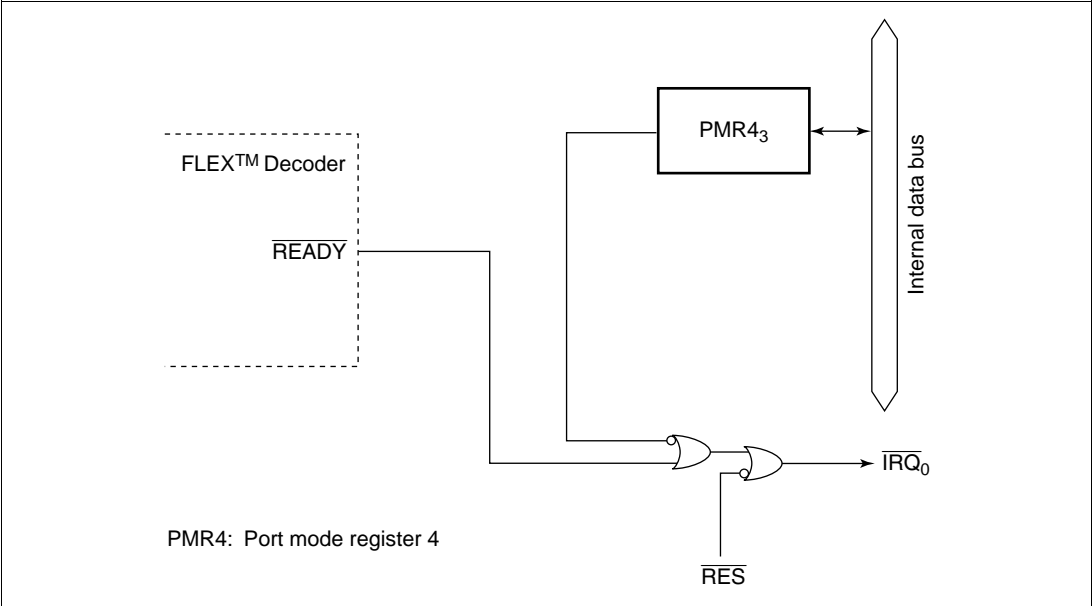 PMR4₃
FLEX™ Decoder
READY
Internal data bus
IRQ₀
PMR4: Port mode register 4
RES